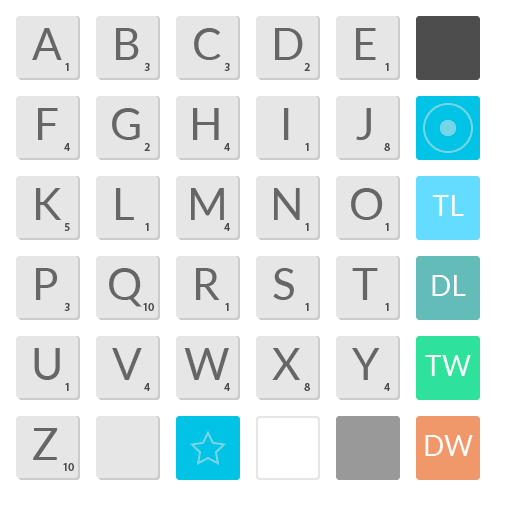 A 1 B 3 C 3 D 2 E 1
F 4 G 2 H 4 I 1 J 8
K 5 L 1 M 4 N 1 O 1 TL
P 3 Q 10 R 1 S 1 T 1 DL
U 1 V 4 W 4 X 8 Y 4 TW
Z 10 DW